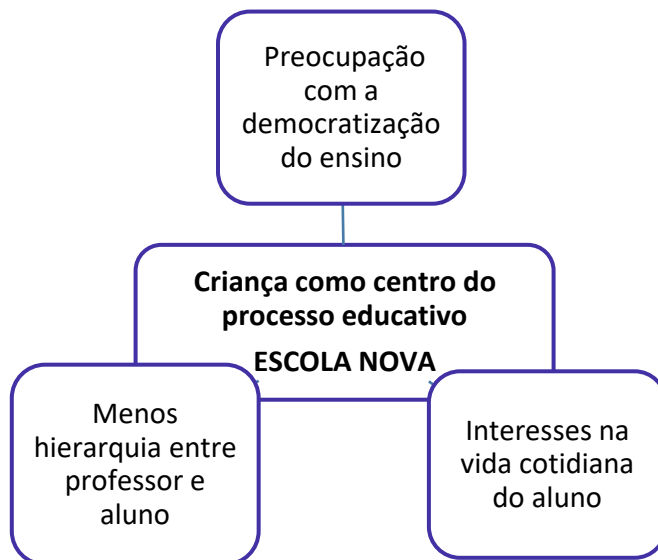 Preocupação
com a
democratização
do ensino
Criança como centro do
processo educativo
ESCOLA NOVA
Menos
hierarquia entre
professor e
aluno
Interesses na
vida cotidiana
do aluno